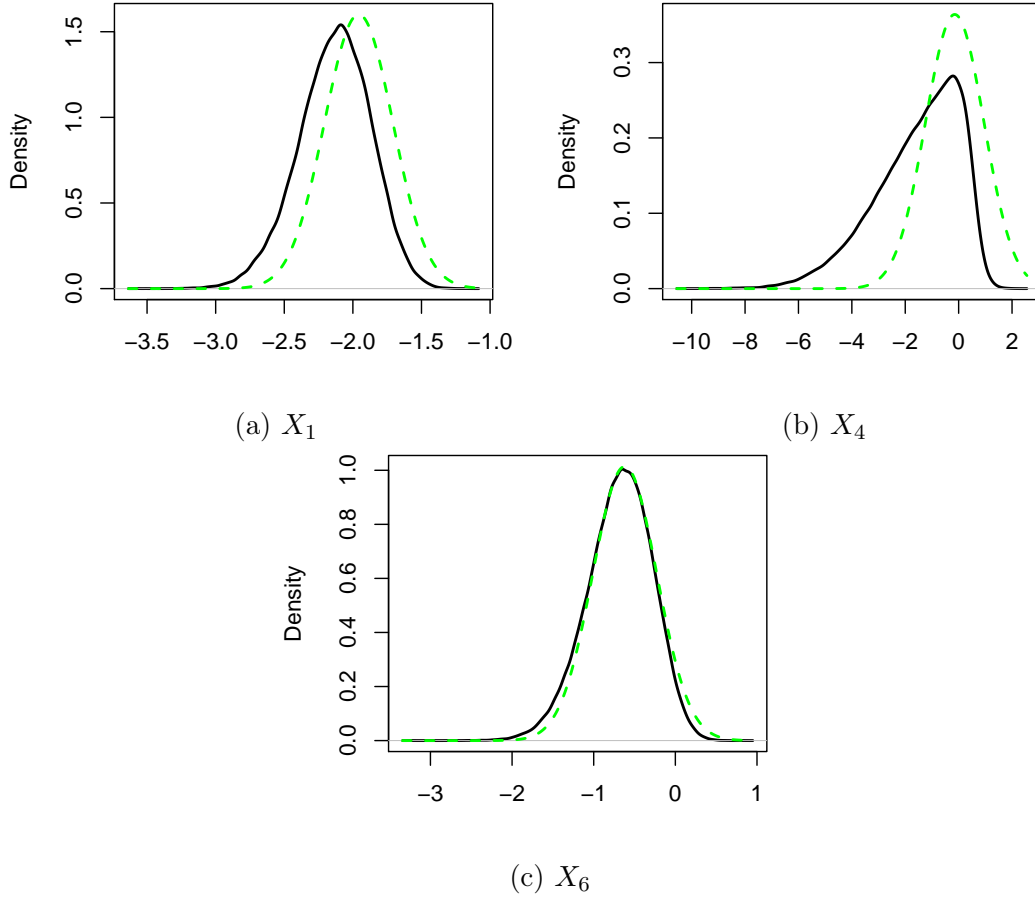 Density
0.0 0.5 1.0 1.5
−3.5 −3.0 −2.5 −2.0 −1.5 −1.0
(a) X₁
Density
0.0 0.1 0.2 0.3
−10 −8 −6 −4 −2 0 2
(b) X₄
Density
0.0 0.2 0.4 0.6 0.8 1.0
−3 −2 −1 0 1
(c) X₆